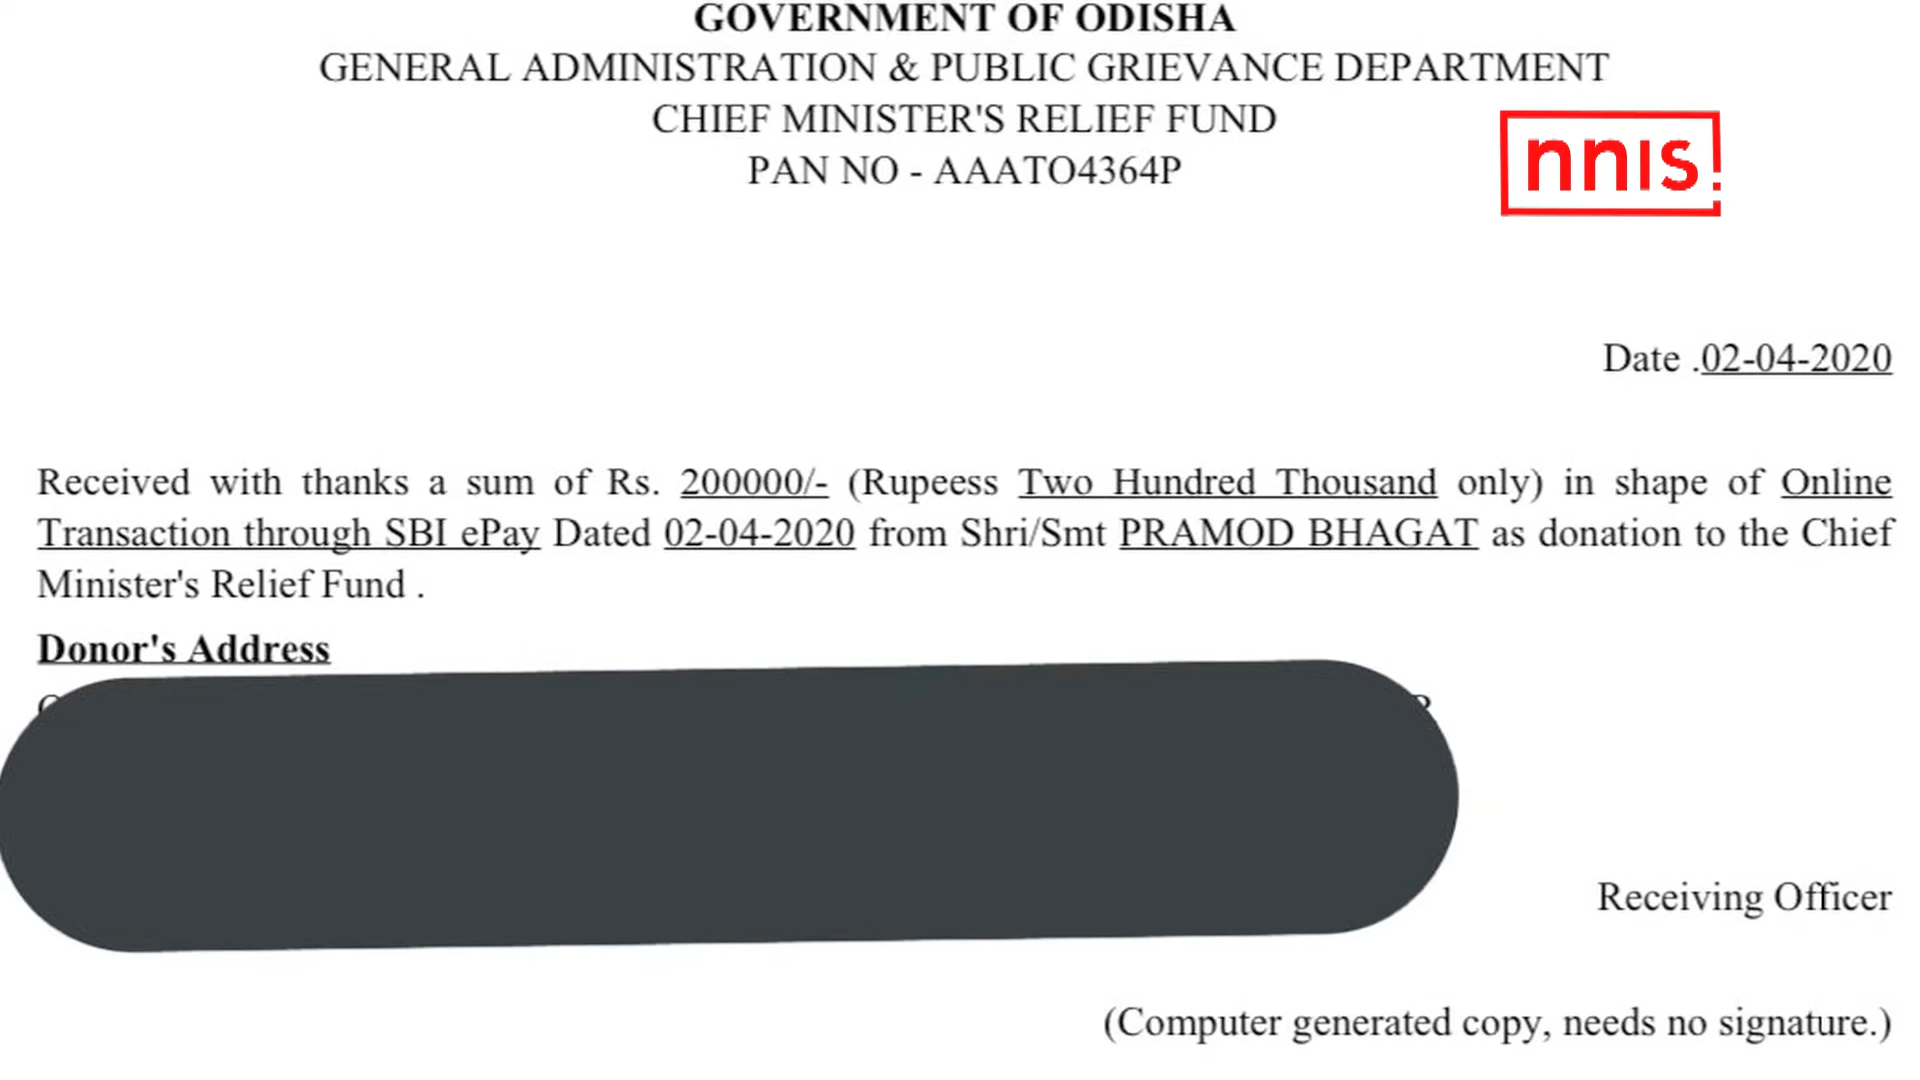 GOVERNMENT OF ODISHA
GENERAL ADMINISTRATION & PUBLIC GRIEVANCE DEPARTMENT
CHIEF MINISTER'S RELIEF FUND
PAN NO - AAATO4364P
nnis!
Date .02-04-2020
Received with thanks a sum of Rs. 200000/- (Rupeess Two Hundred Thousand only) in shape of Online
Transaction through SBI ePay Dated 02-04-2020 from Shri/Smt PRAMOD BHAGAT as donation to the Chief
Minister's Relief Fund .
Donor's Address
Receiving Officer
(Computer generated copy, needs no signature.)